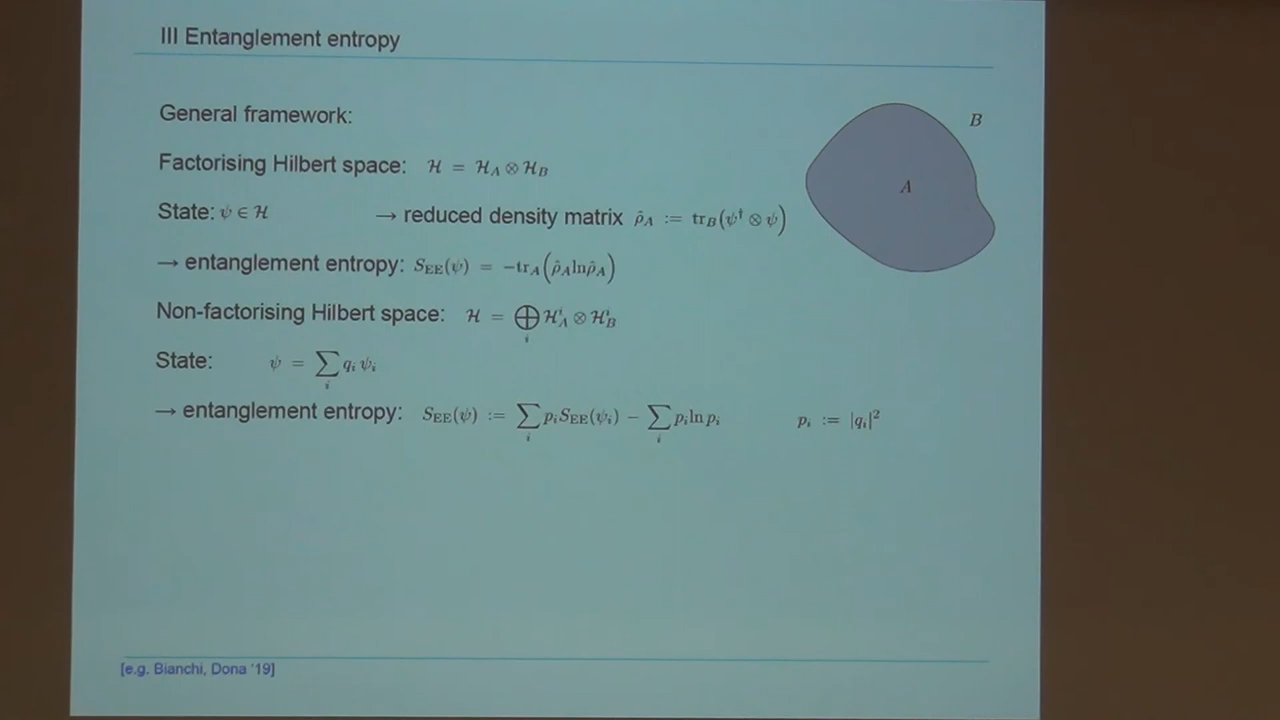 III Entanglement entropy
General framework:
B
Factorising Hilbert space: ℋ = ℋ_A ⊗ ℋ_B
A
State: ψ ∈ ℋ → reduced density matrix ρ̂_A := tr_B(ψ† ⊗ ψ)
→ entanglement entropy: S_EE(ψ) = −tr_A(ρ̂_A ln ρ̂_A)
Non-factorising Hilbert space: ℋ = ⊕_i ℋ_A^i ⊗ ℋ_B^i
State: ψ = ∑_i q_i ψ_i
→ entanglement entropy: S_EE(ψ) := ∑_i p_i S_EE(ψ_i) − ∑_i p_i ln p_i p_i := |q_i|²
[e.g. Bianchi, Dona '19]